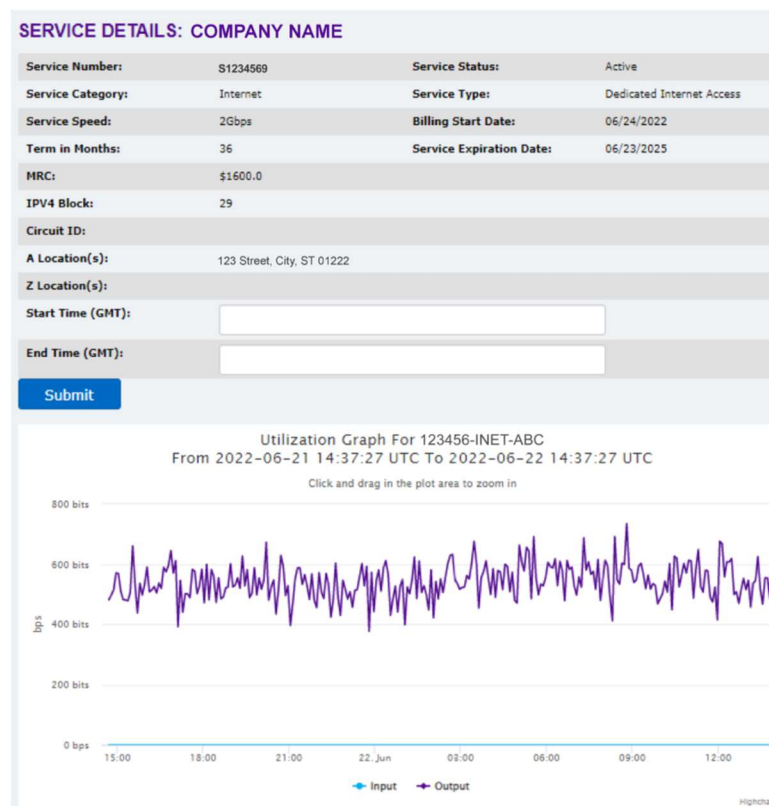 SERVICE DETAILS: COMPANY NAME
Service Number: S1234569 Service Status: Active
Service Category: Internet Service Type: Dedicated Internet Access
Service Speed: 2Gbps Billing Start Date: 06/24/2022
Term in Months: 36 Service Expiration Date: 06/23/2025
MRC: $1600.0
IPV4 Block: 29
Circuit ID:
A Location(s): 123 Street, City, ST 01222
Z Location(s):
Start Time (GMT):
End Time (GMT):
Submit
Utilization Graph For 123456-INET-ABC
From 2022-06-21 14:37:27 UTC To 2022-06-22 14:37:27 UTC
Click and drag in the plot area to zoom in
800 bits
600 bits
400 bits
200 bits
0 bps
bps
15:00 18:00 21:00 22. Jun 03:00 06:00 09:00 12:00
Input Output
Highcha